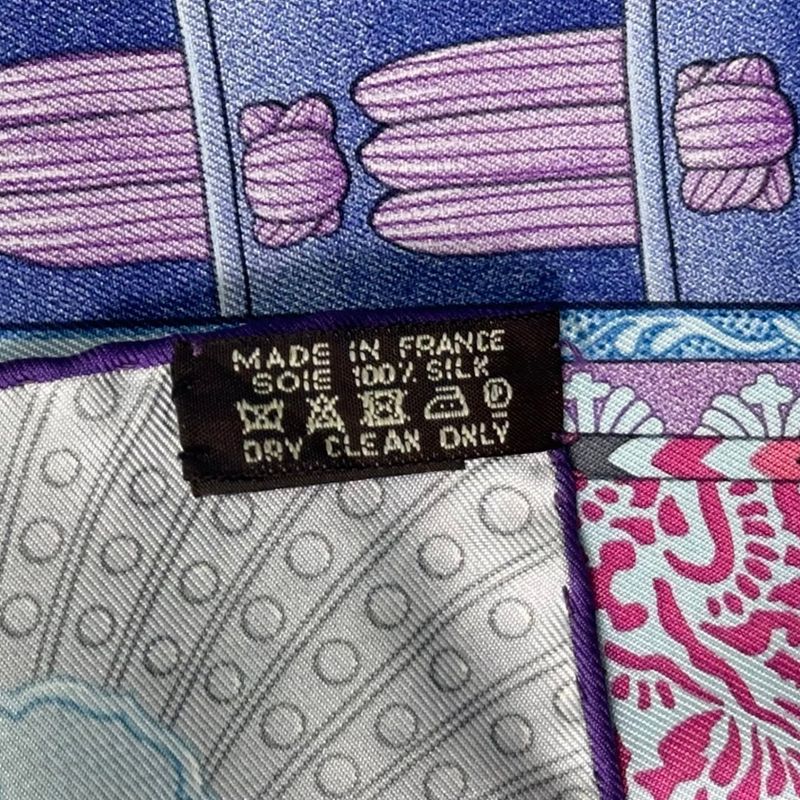 MADE IN FRANCE
SOIE 100% SILK
P
DRY CLEAN ONLY